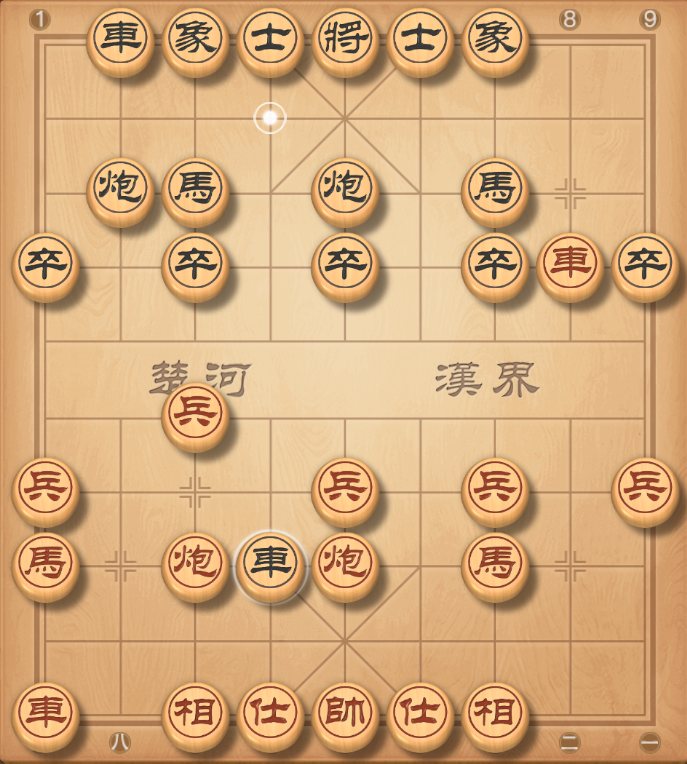 1 8 9
車 象 士 將 士 象
炮 馬 炮 馬
卒 卒 卒 卒 車 卒
楚河 漢界
兵
兵 兵 兵 兵
馬 炮 車 炮 馬
車 相 仕 帥 仕 相
八 二 一